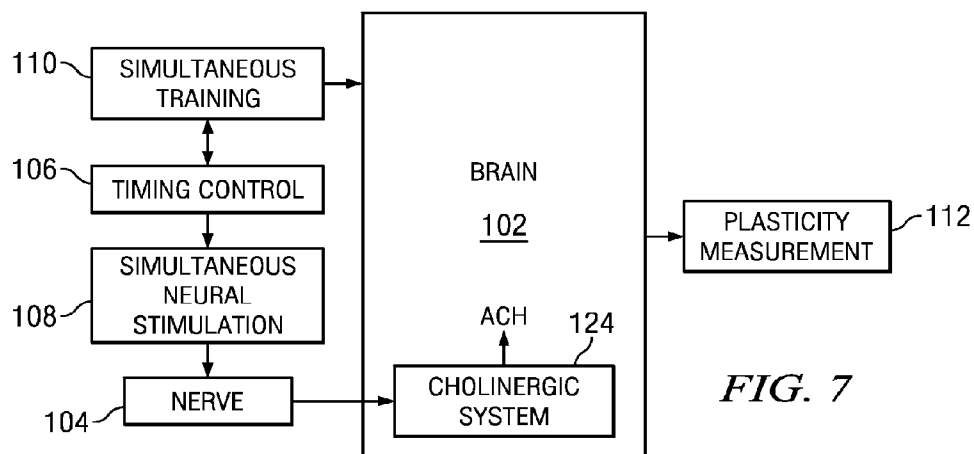 110
SIMULTANEOUS
TRAINING
106
TIMING CONTROL
108
SIMULTANEOUS
NEURAL
STIMULATION
104
NERVE
BRAIN
102
ACH
124
CHOLINERGIC
SYSTEM
PLASTICITY
MEASUREMENT
112
FIG. 7